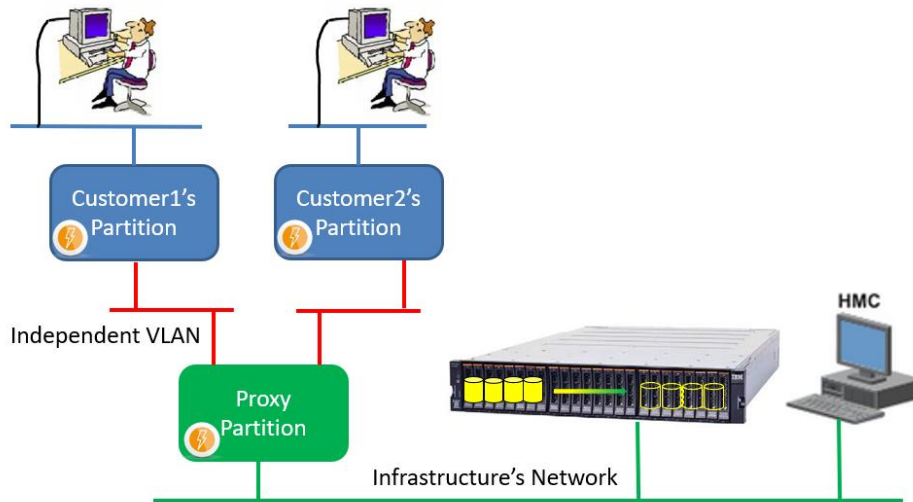 Customer1's
Partition
Customer2's
Partition
Independent VLAN
HMC
Proxy
Partition
Infrastructure's Network